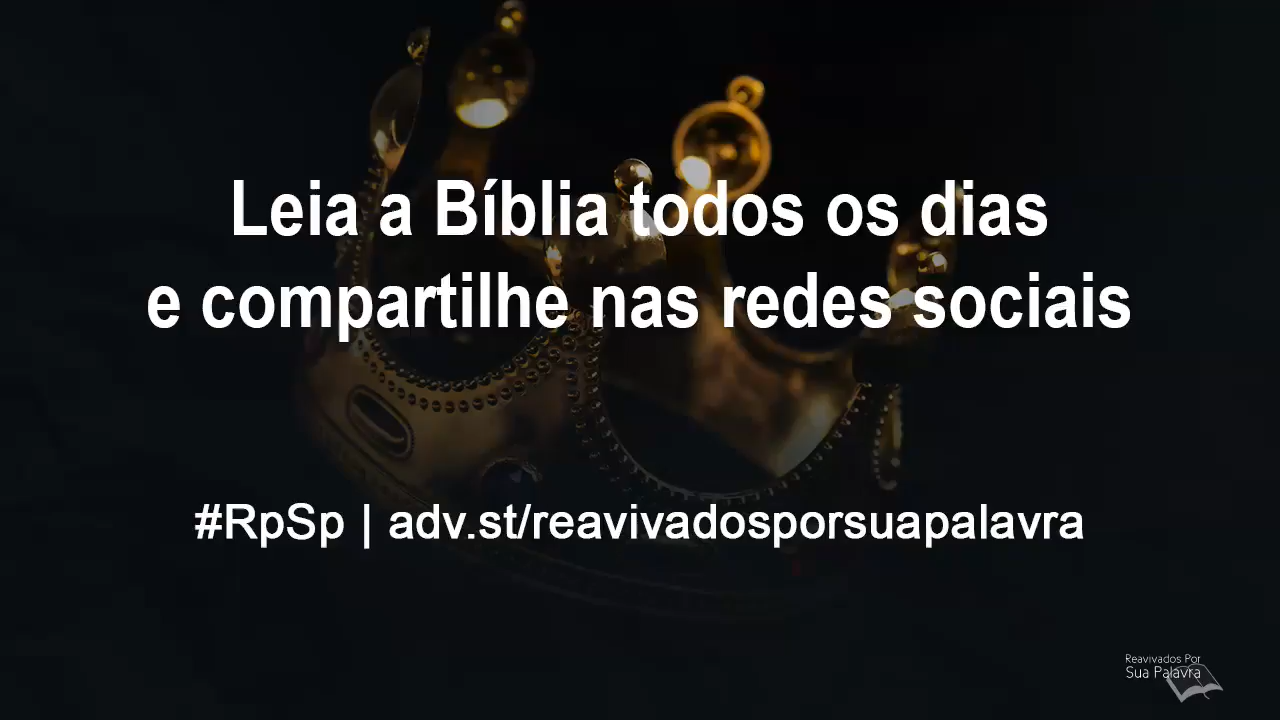 Leia a Bíblia todos os dias
e compartilhe nas redes sociais
#RpSp | adv.st/reavivadosporsuapalavra
Reavivados Por
Sua Palavra